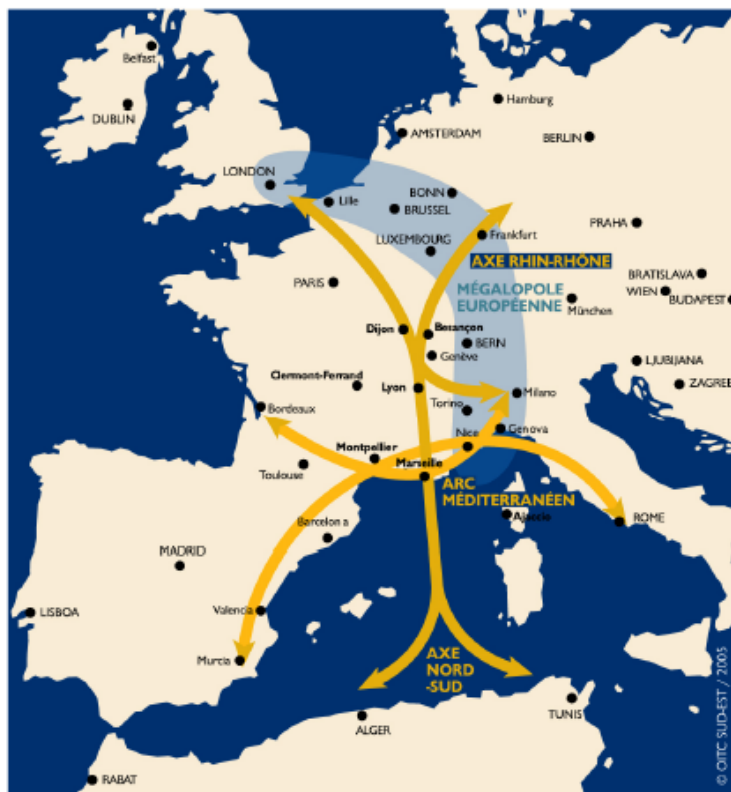 Belfast
DUBLIN
Hamburg
AMSTERDAM
BERLIN
LONDON
Lille
BONN
BRUSSEL
LUXEMBOURG
Frankfurt
PRAHA
AXE RHIN-RHÔNE
MÉGALOPOLE
EUROPÉENNE
BRATISLAVA
WIEN
BUDAPEST
PARIS
München
Dijon
Besançon
BERN
Genève
LJUBIJANA
Clermont-Ferrand
Lyon
Milano
ZAGREB
Torino
Bordeaux
Nice
Genova
Montpellier
Toulouse
Marseille
ARC
MÉDITERRANÉEN
Ajaccio
ROME
Barcelona
MADRID
LISBOA
Valencia
Murcia
AXE
NORD
-SUD
ALGER
TUNIS
RABAT
© OITC SUD-EST / 2005